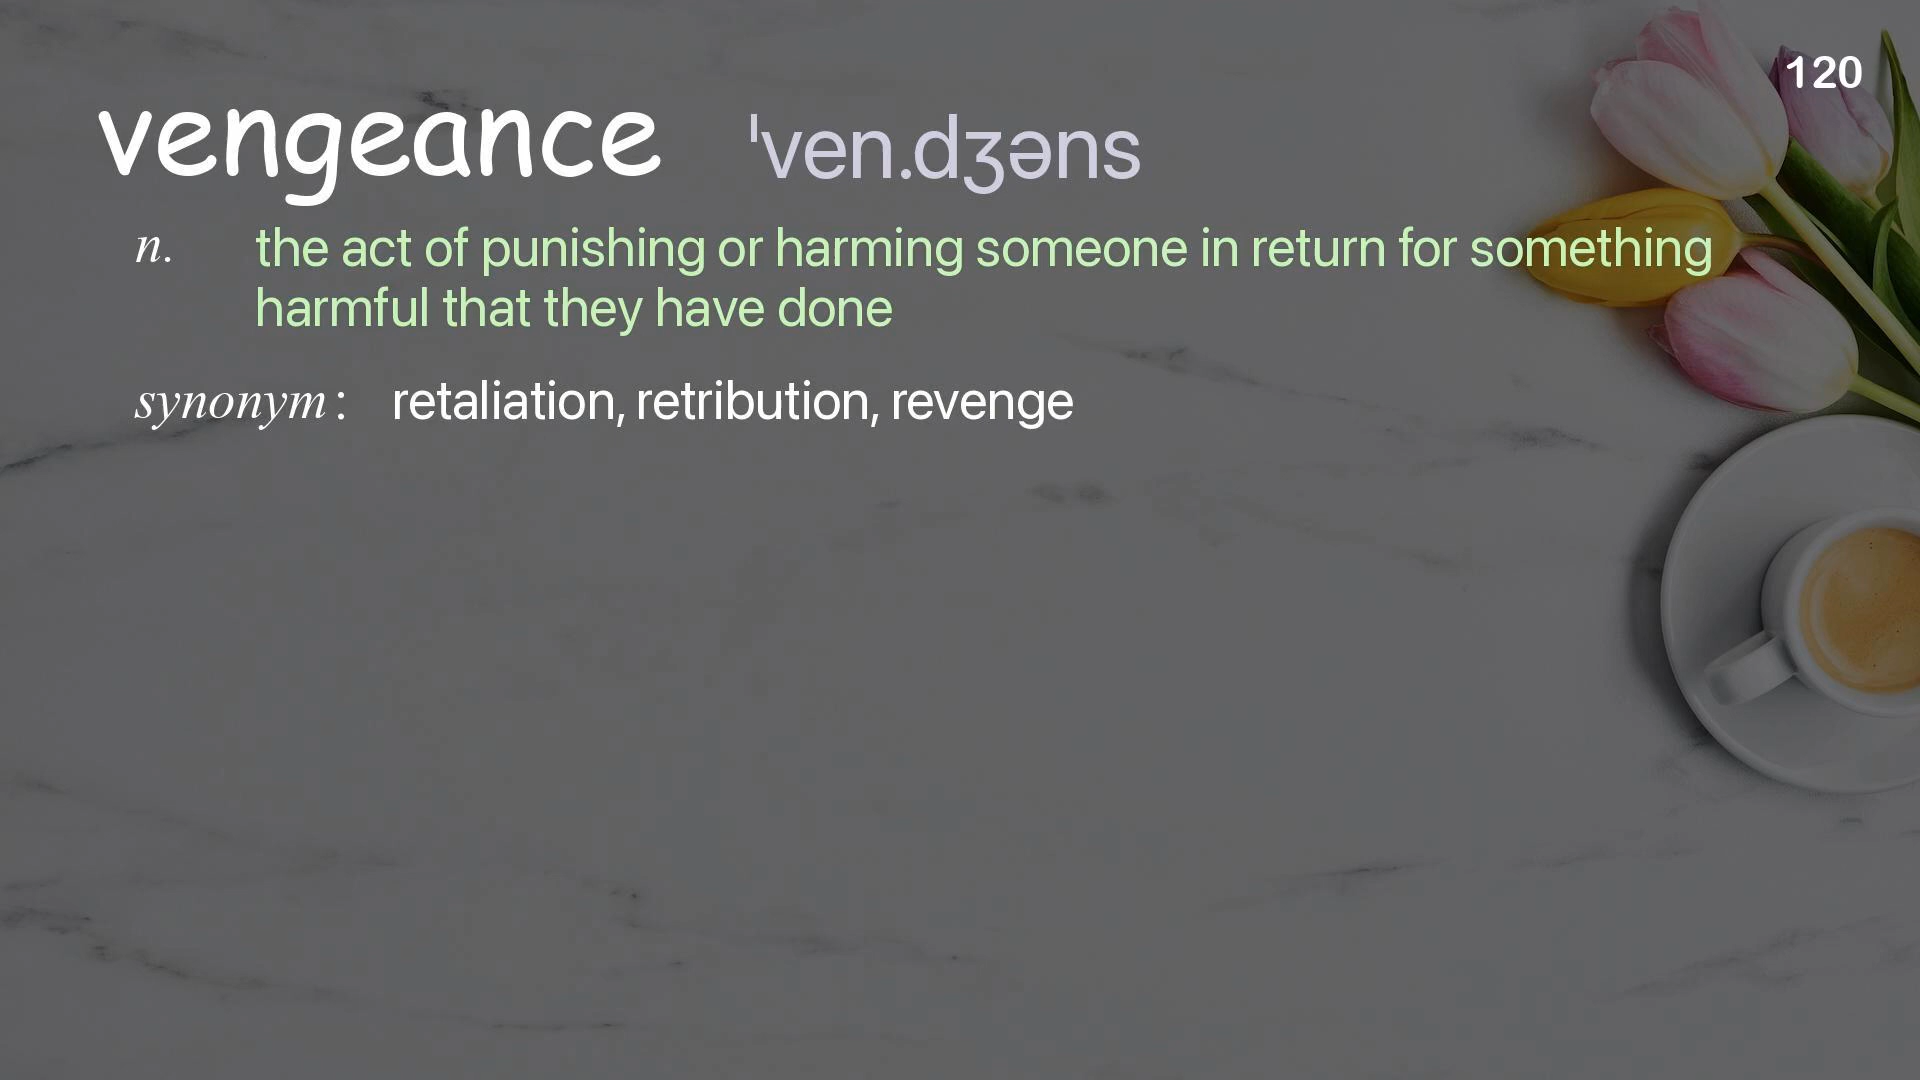 120
vengeance ˈven.dʒəns
n. the act of punishing or harming someone in return for something
harmful that they have done
synonym : retaliation, retribution, revenge